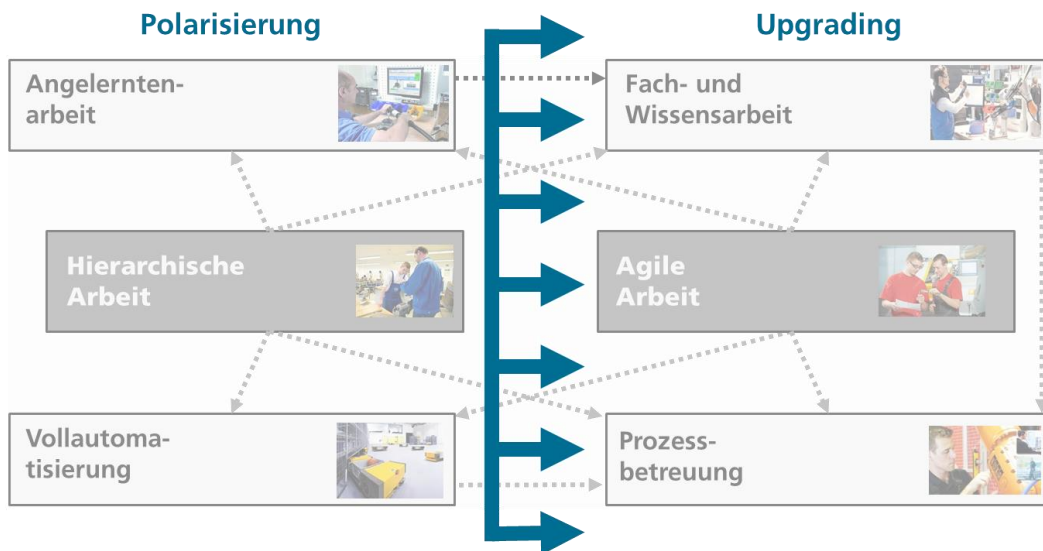 Polarisierung
Upgrading
Angelernten-
arbeit
Fach- und
Wissensarbeit
Hierarchische
Arbeit
Agile
Arbeit
Vollautoma-
tisierung
Prozess-
betreuung